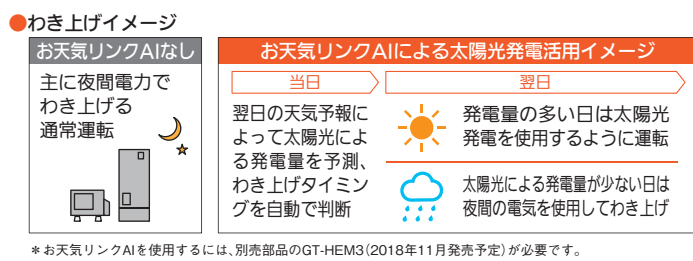 ●わき上げイメージ
お天気リンクAIなし
主に夜間電力で
わき上げる
通常運転
お天気リンクAIによる太陽光発電活用イメージ
当日
翌日の天気予報に
よって太陽光によ
る発電量を予測、
わき上げタイミン
グを自動で判断
翌日
発電量の多い日は太陽光
発電を使用するように運転
太陽光による発電量が少ない日は
夜間の電気を使用してわき上げ
＊お天気リンクAIを使用するには、別売部品のGT-HEM3(2018年11月発売予定)が必要です。